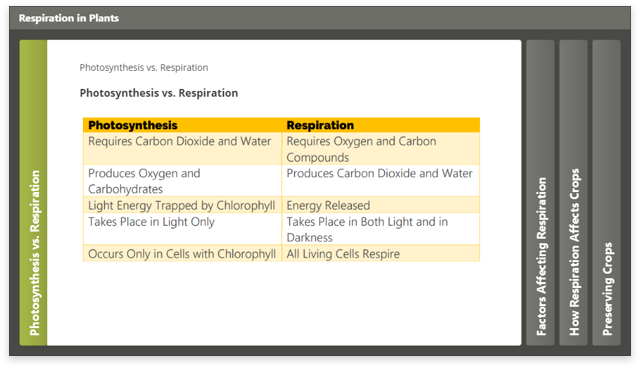 Respiration in Plants
Photosynthesis vs. Respiration
Photosynthesis vs. Respiration
Photosynthesis vs. Respiration
Photosynthesis Respiration
Requires Carbon Dioxide and Water Requires Oxygen and Carbon
Compounds
Produces Oxygen and Produces Carbon Dioxide and Water
Carbohydrates
Light Energy Trapped by Chlorophyll Energy Released
Takes Place in Light Only Takes Place in Both Light and in
Darkness
Occurs Only in Cells with Chlorophyll All Living Cells Respire
Factors Affecting Respiration
How Respiration Affects Crops
Preserving Crops